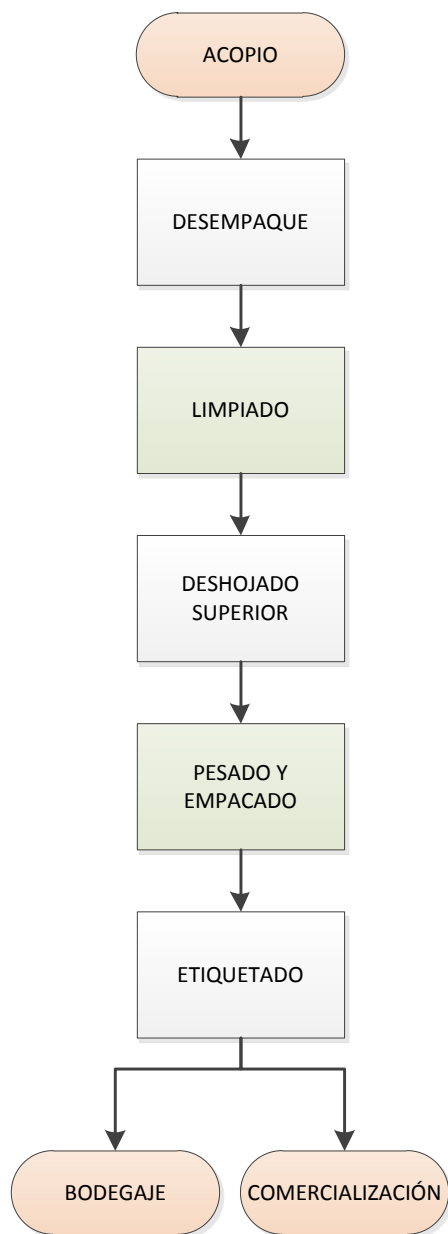 ACOPIO
DESEMPAQUE
LIMPIADO
DESHOJADO
SUPERIOR
PESADO Y
EMPACADO
ETIQUETADO
BODEGAJE
COMERCIALIZACIÓN